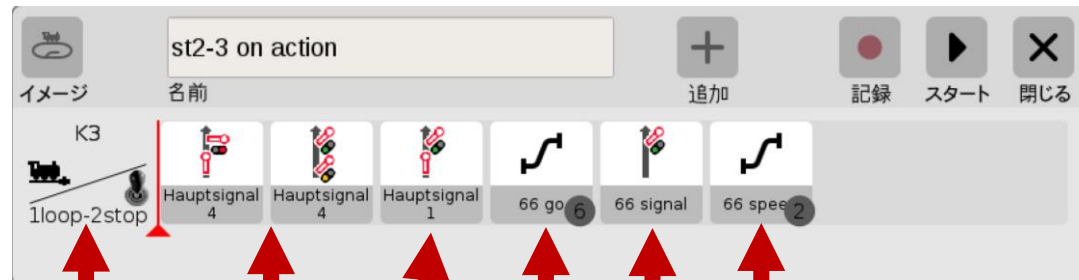 st2-3 on action
イメージ
名前
追加
記録
スタート
閉じる
K3
1loop-2stop
Hauptsignal
4
Hauptsignal
4
Hauptsignal
1
66 go
6
66 signal
66 spee
2